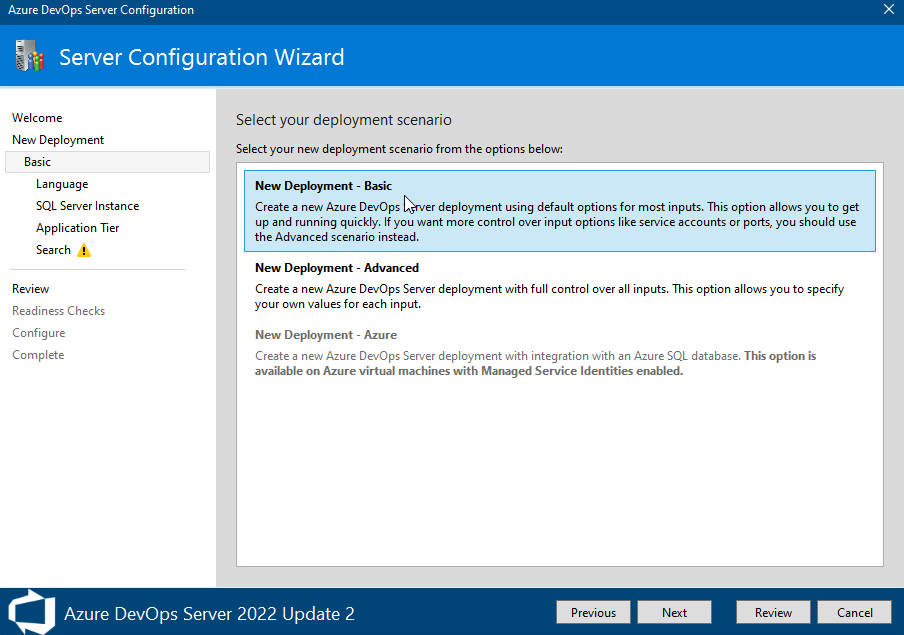 Azure DevOps Server Configuration
Server Configuration Wizard
Welcome
New Deployment
Basic
Language
SQL Server Instance
Application Tier
Search
Review
Readiness Checks
Configure
Complete
Select your deployment scenario
Select your new deployment scenario from the options below:
New Deployment - Basic
Create a new Azure DevOps Server deployment using default options for most inputs. This option allows you to get
up and running quickly. If you want more control over input options like service accounts or ports, you should use
the Advanced scenario instead.
New Deployment - Advanced
Create a new Azure DevOps Server deployment with full control over all inputs. This option allows you to specify
your own values for each input.
New Deployment - Azure
Create a new Azure DevOps Server deployment with integration with an Azure SQL database. This option is
available on Azure virtual machines with Managed Service Identities enabled.
Azure DevOps Server 2022 Update 2
Previous
Next
Review
Cancel